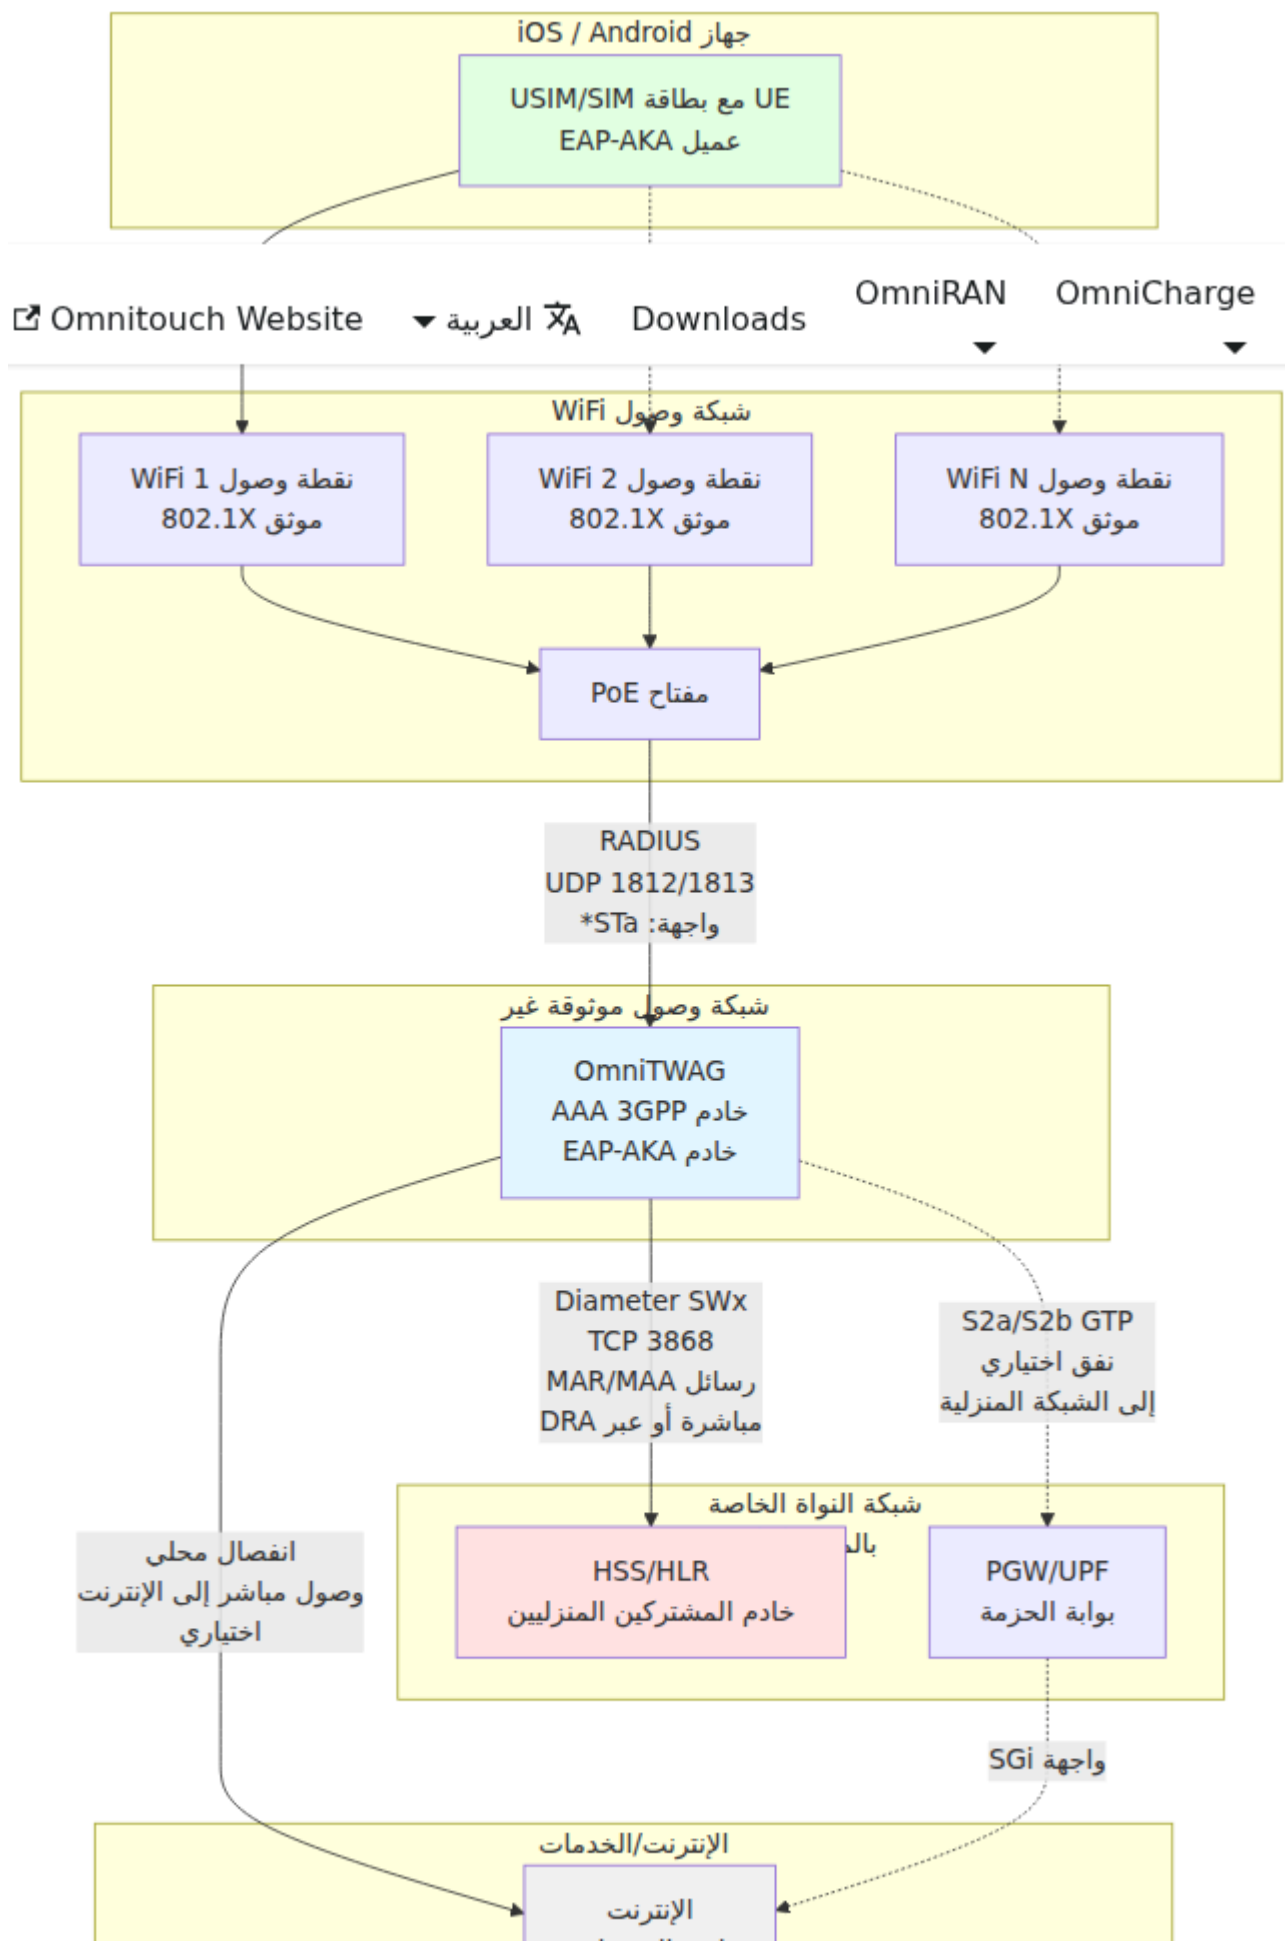 جهاز iOS / Android
UE مع بطاقة USIM/SIM
عميل EAP-AKA
Omnitouch Website
العربية
Downloads
OmniRAN
OmniCharge
شبكة وصول WiFi
نقطة وصول WiFi 1
موثق 802.1X
نقطة وصول WiFi 2
موثق 802.1X
نقطة وصول WiFi N
موثق 802.1X
مفتاح PoE
RADIUS
UDP 1812/1813
واجهة: STa*
شبكة وصول موثوقة غير
OmniTWAG
خادم AAA 3GPP
خادم EAP-AKA
Diameter SWx
TCP 3868
رسائل MAR/MAA
مباشرة أو عبر DRA
S2a/S2b GTP
نفق اختياري
إلى الشبكة المنزلية
انفصال محلي
وصول مباشر إلى الإنترنت
اختياري
شبكة النواة الخاصة
HSS/HLR
خادم المشتركين المنزليين
PGW/UPF
بوابة الحزمة
واجهة SGi
الإنترنت/الخدمات
الإنترنت